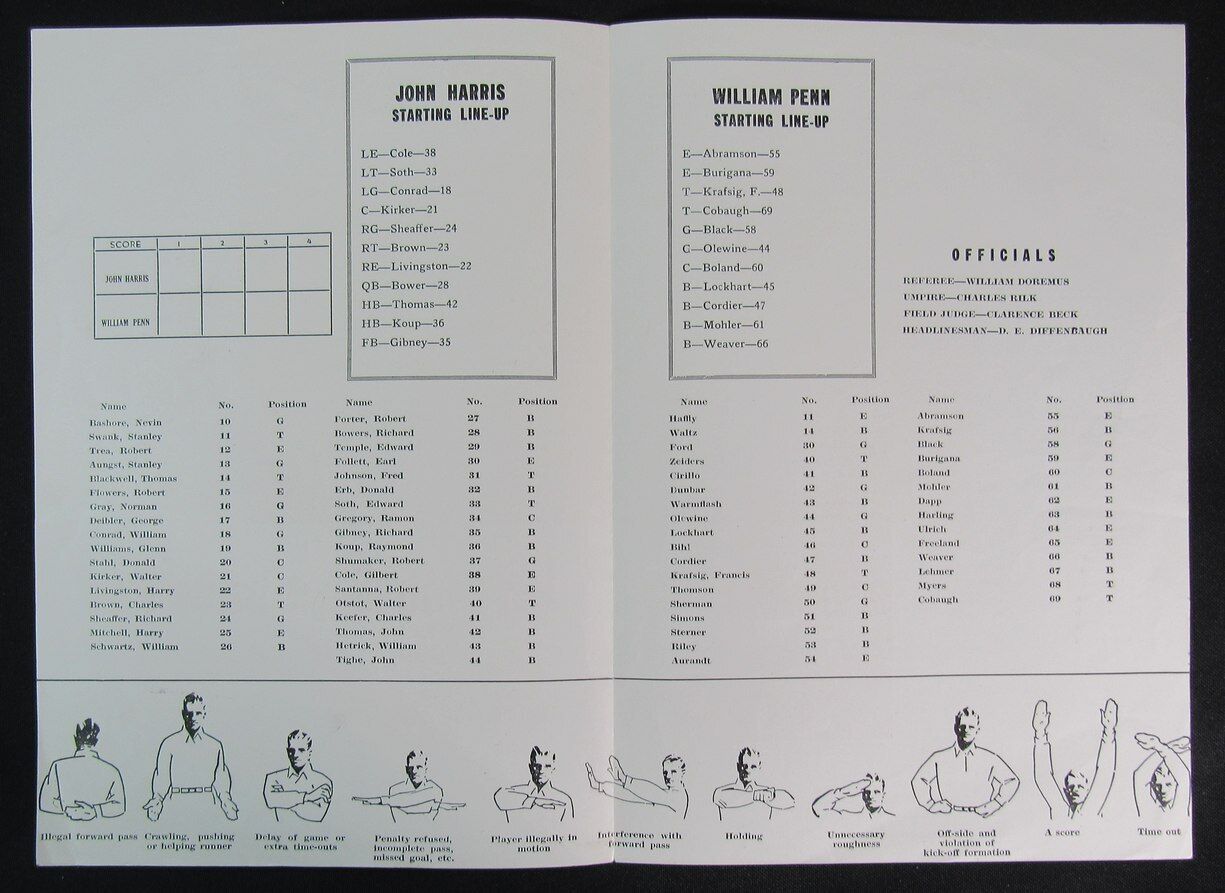 JOHN HARRIS
STARTING LINE-UP
LE—Cole—38
LT—Soth—33
LG—Conrad—18
C—Kirker—21
RG—Sheaffer—24
RT—Brown—23
RE—Livingston—22
QB—Bower—28
HB—Thomas—42
HB—Koup—36
FB—Gibney—35
SCORE 1 2 3 4
JOHN HARRIS
WILLIAM PENN
Name No. Position
Bashore, Nevin 10 G
Swank, Stanley 11 T
Trea, Robert 12 E
Aungst, Stanley 13 G
Blackwell, Thomas 14 T
Flowers, Robert 15 E
Gray, Norman 16 G
Deibler, George 17 B
Conrad, William 18 G
Williams, Glenn 19 B
Stahl, Donald 20 C
Kirker, Walter 21 C
Livingston, Harry 22 E
Brown, Charles 23 T
Sheaffer, Richard 24 G
Mitchell, Harry 25 E
Schwartz, William 26 B
Name No. Position
Porter, Robert 27 B
Bowers, Richard 28 B
Temple, Edward 29 B
Follett, Earl 30 E
Johnson, Fred 31 T
Erb, Donald 32 B
Soth, Edward 33 T
Gregory, Ramon 34 C
Gibney, Richard 35 B
Koup, Raymond 36 B
Shumaker, Robert 37 G
Cole, Gilbert 38 E
Santanna, Robert 39 E
Otstot, Walter 40 T
Keefer, Charles 41 B
Thomas, John 42 B
Hetrick, William 43 B
Tighe, John 44 B
WILLIAM PENN
STARTING LINE-UP
E—Abramson—55
E—Burigana—59
T—Krafsig, F.—48
T—Cobaugh—69
G—Black—58
G—Olewine—44
C—Boland—60
B—Lockhart—45
B—Cordier—47
B—Mohler—61
B—Weaver—66
OFFICIALS
REFEREE—WILLIAM DOREMUS
UMPIRE—CHARLES RILK
FIELD JUDGE—CLARENCE BECK
HEADLINESMAN—D. E. DIFFENBAUGH
Name No. Position
Haflly 11 E
Waltz 14 B
Ford 30 G
Zeiders 40 T
Cirillo 41 B
Dunbar 42 G
Warmflash 43 B
Olewine 44 G
Lockhart 45 B
Bihl 46 C
Cordier 47 B
Krafsig, Francis 48 T
Thomson 49 C
Sherman 50 G
Simons 51 B
Sterner 52 B
Riley 53 B
Aurandt 54 E
Name No. Position
Abramson 55 E
Krafsig 56 B
Black 58 G
Burigana 59 E
Boland 60 C
Mohler 61 B
Dapp 62 E
Harling 63 B
Ulrich 64 E
Freeland 65 E
Weaver 66 B
Lehmer 67 B
Myers 68 T
Cobaugh 69 T
Illegal forward pass
Crawling, pushing
or helping runner
Delay of game or
extra time-outs
Penalty refused,
incomplete pass,
missed goal, etc.
Player illegally in
motion
Interference with
forward pass
Holding
Unnecessary
roughness
Off-side and
violation of
kick-off formation
A score
Time out